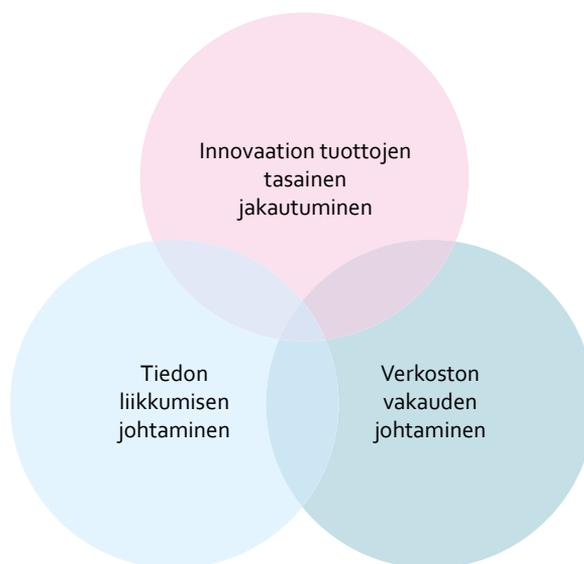 Innovaation tuottojen
tasainen
jakautuminen
Tiedon
liikkumisen
johtaminen
Verkoston
vakauden
johtaminen